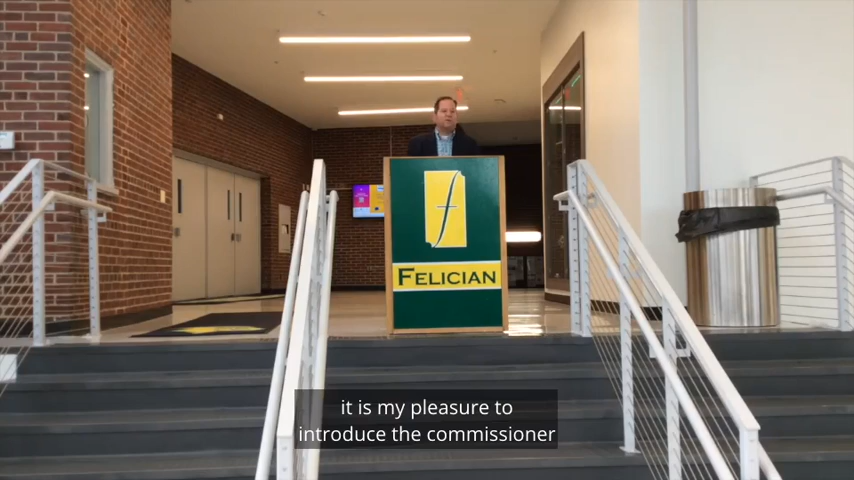 f
FELICIAN
it is my pleasure to
introduce the commissioner